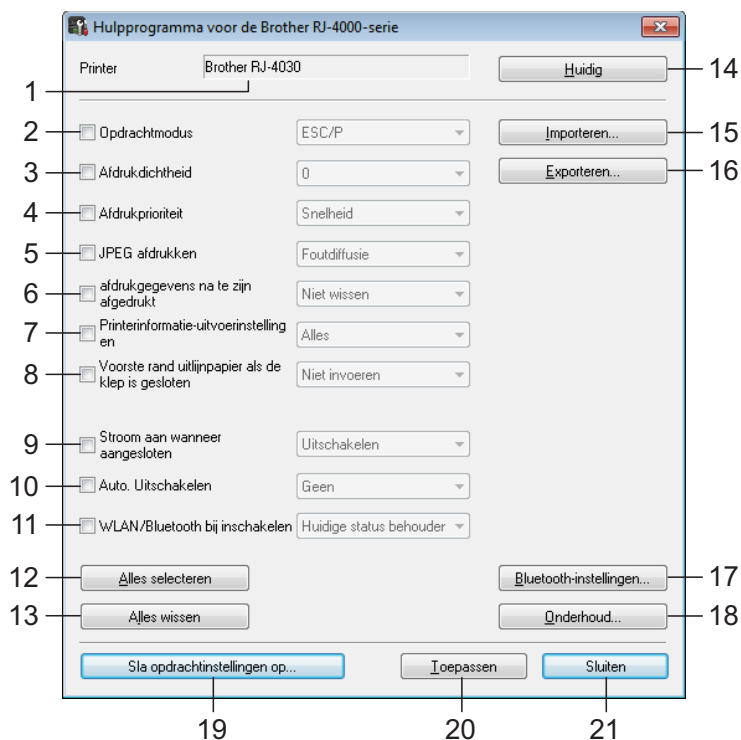 Hulpprogramma voor de Brother RJ-4000-serie
Printer Brother RJ-4030 Huidig 14
1
2 Opdrachtmodus ESC/P Importeren... 15
3 Afdrukdichtheid 0 Exporteren... 16
4 Afdrukprioriteit Snelheid
5 JPEG afdrukken Foutdiffusie
6 afdrukgegevens na te zijn
afgedrukt Niet wissen
7 Printerinformatie-uitvoerinstelling
en Alles
8 Voorste rand uitlijnpapier als de
klep is gesloten Niet invoeren
9 Stroom aan wanneer
aangesloten Uitschakelen
10 Auto. Uitschakelen Geen
11 WLAN/Bluetooth bij inschakelen Huidige status behouder
12 Alles selecteren Bluetooth-instellingen... 17
13 Alles wissen Onderhoud... 18
Sla opdrachtinstellingen op... Toepassen Sluiten
19 20 21